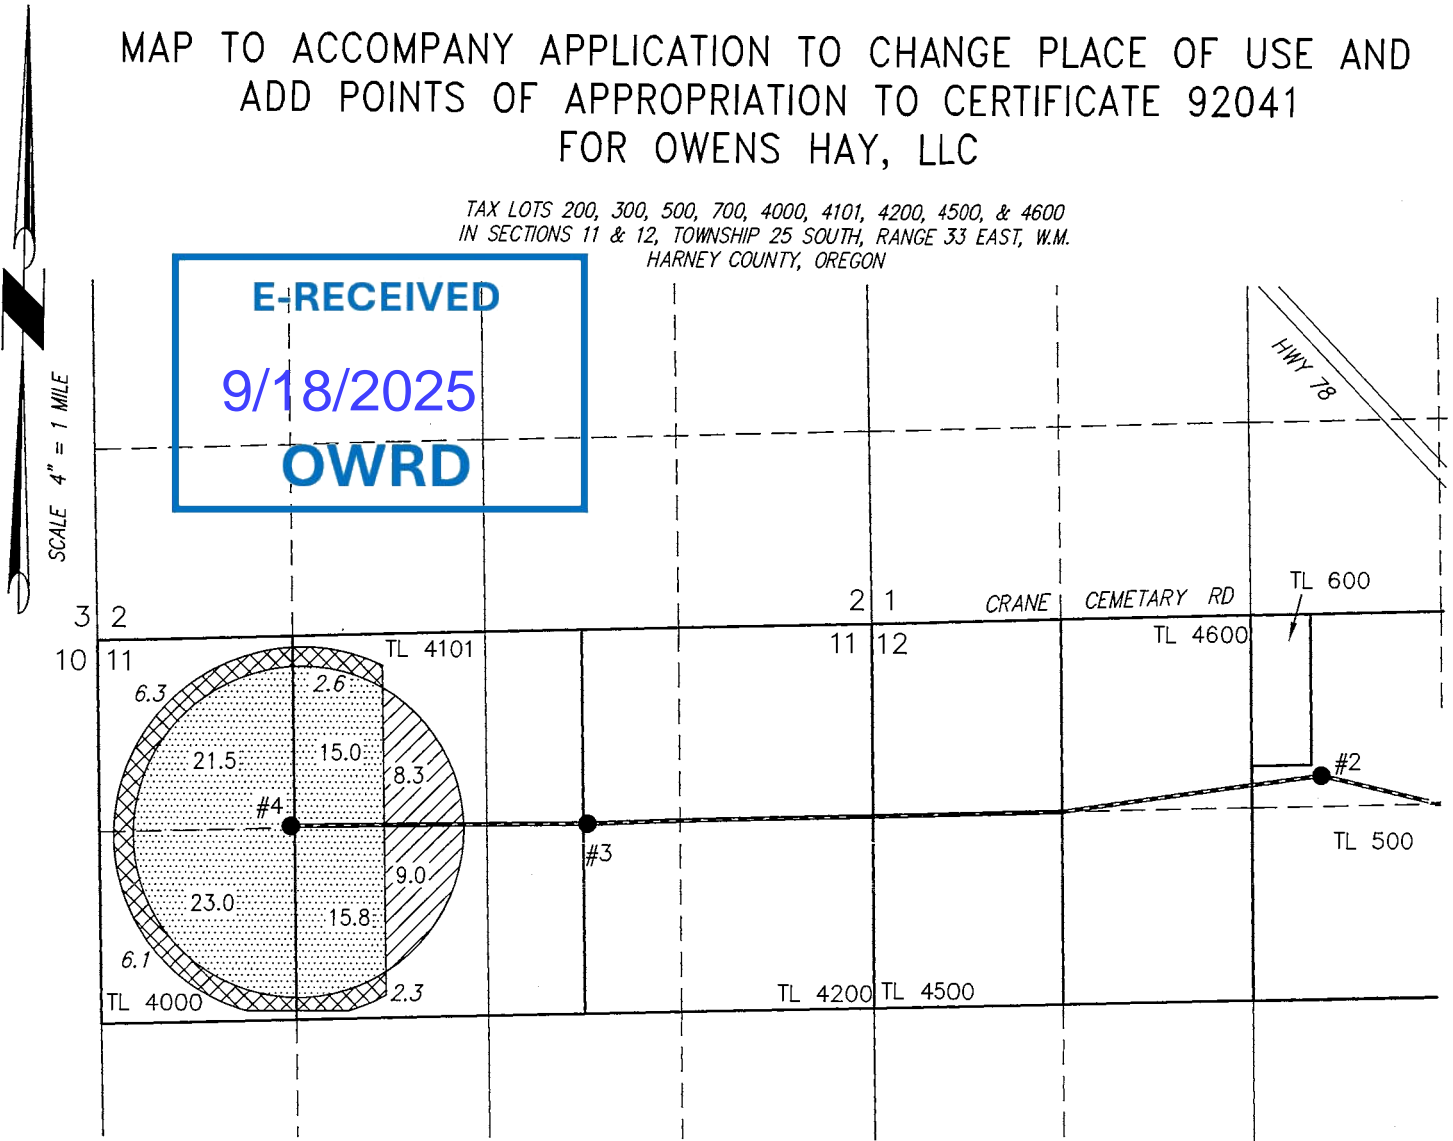 MAP TO ACCOMPANY APPLICATION TO CHANGE PLACE OF USE AND
ADD POINTS OF APPROPRIATION TO CERTIFICATE 92041
FOR OWENS HAY, LLC
TAX LOTS 200, 300, 500, 700, 4000, 4101, 4200, 4500, & 4600
IN SECTIONS 11 & 12, TOWNSHIP 25 SOUTH, RANGE 33 EAST, W.M.
HARNEY COUNTY, OREGON
E-RECEIVED
9/18/2025
OWRD
SCALE 4" = 1 MILE
HWY 78
3 2
2 1
CRANE CEMETARY RD
TL 600
10 11
TL 4101
11 12
TL 4600
6.3
2.6
21.5
15.0
8.3
#2
#4
#3
TL 500
23.0
15.8
9.0
6.1
2.3
TL 4000
TL 4200
TL 4500